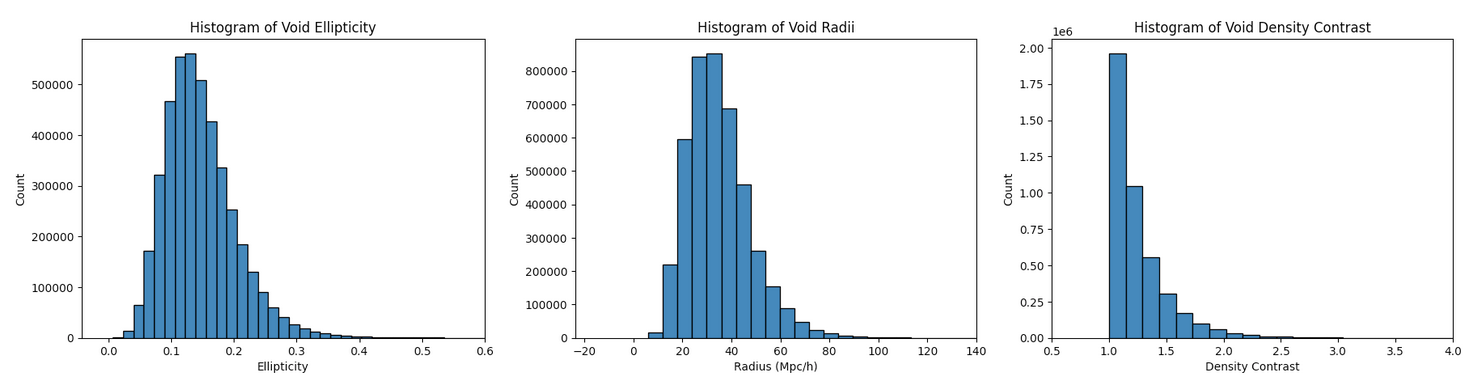 Histogram of Void Ellipticity
500000
400000
300000
200000
100000
0
Count
0.0 0.1 0.2 0.3 0.4 0.5 0.6
Ellipticity
Histogram of Void Radii
800000
700000
600000
500000
400000
300000
200000
100000
0
Count
−20 0 20 40 60 80 100 120 140
Radius (Mpc/h)
Histogram of Void Density Contrast
1e6
2.00
1.75
1.50
1.25
1.00
0.75
0.50
0.25
0.00
Count
0.5 1.0 1.5 2.0 2.5 3.0 3.5 4.0
Density Contrast